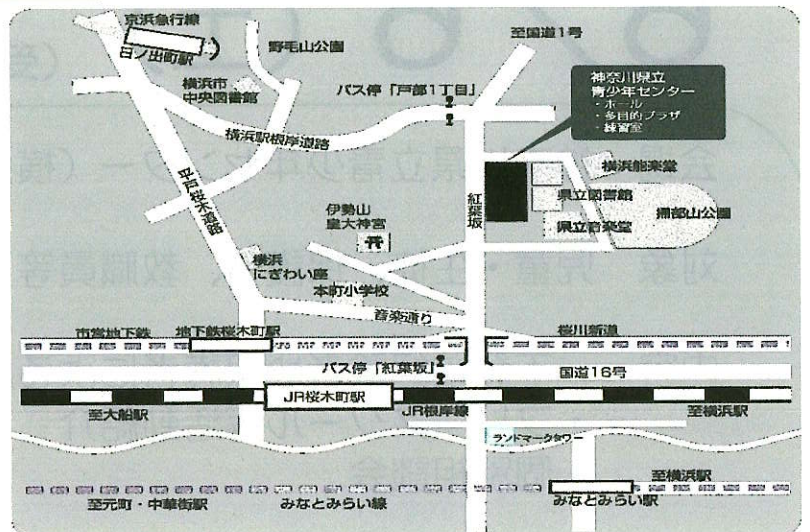 京浜急行線
日ノ出町駅
野毛山公園
至国道1号
横浜市
中央図書館
バス停「戸部1丁目」
神奈川県立
青少年センター
・ホール
・多目的プラザ
・練習室
横浜駅根岸道路
平戸桜木道路
紅葉坂
横浜能楽堂
県立図書館
掃部山公園
県立音楽堂
伊勢山
皇大神宮
横浜
にぎわい座
本町小学校
音楽通り
市営地下鉄
地下鉄桜木町駅
桜川新道
バス停「紅葉坂」
国道16号
JR桜木町駅
至大船駅
JR根岸線
至横浜駅
ランドマークタワー
至横浜駅
至元町・中華街駅
みなとみらい線
みなとみらい駅